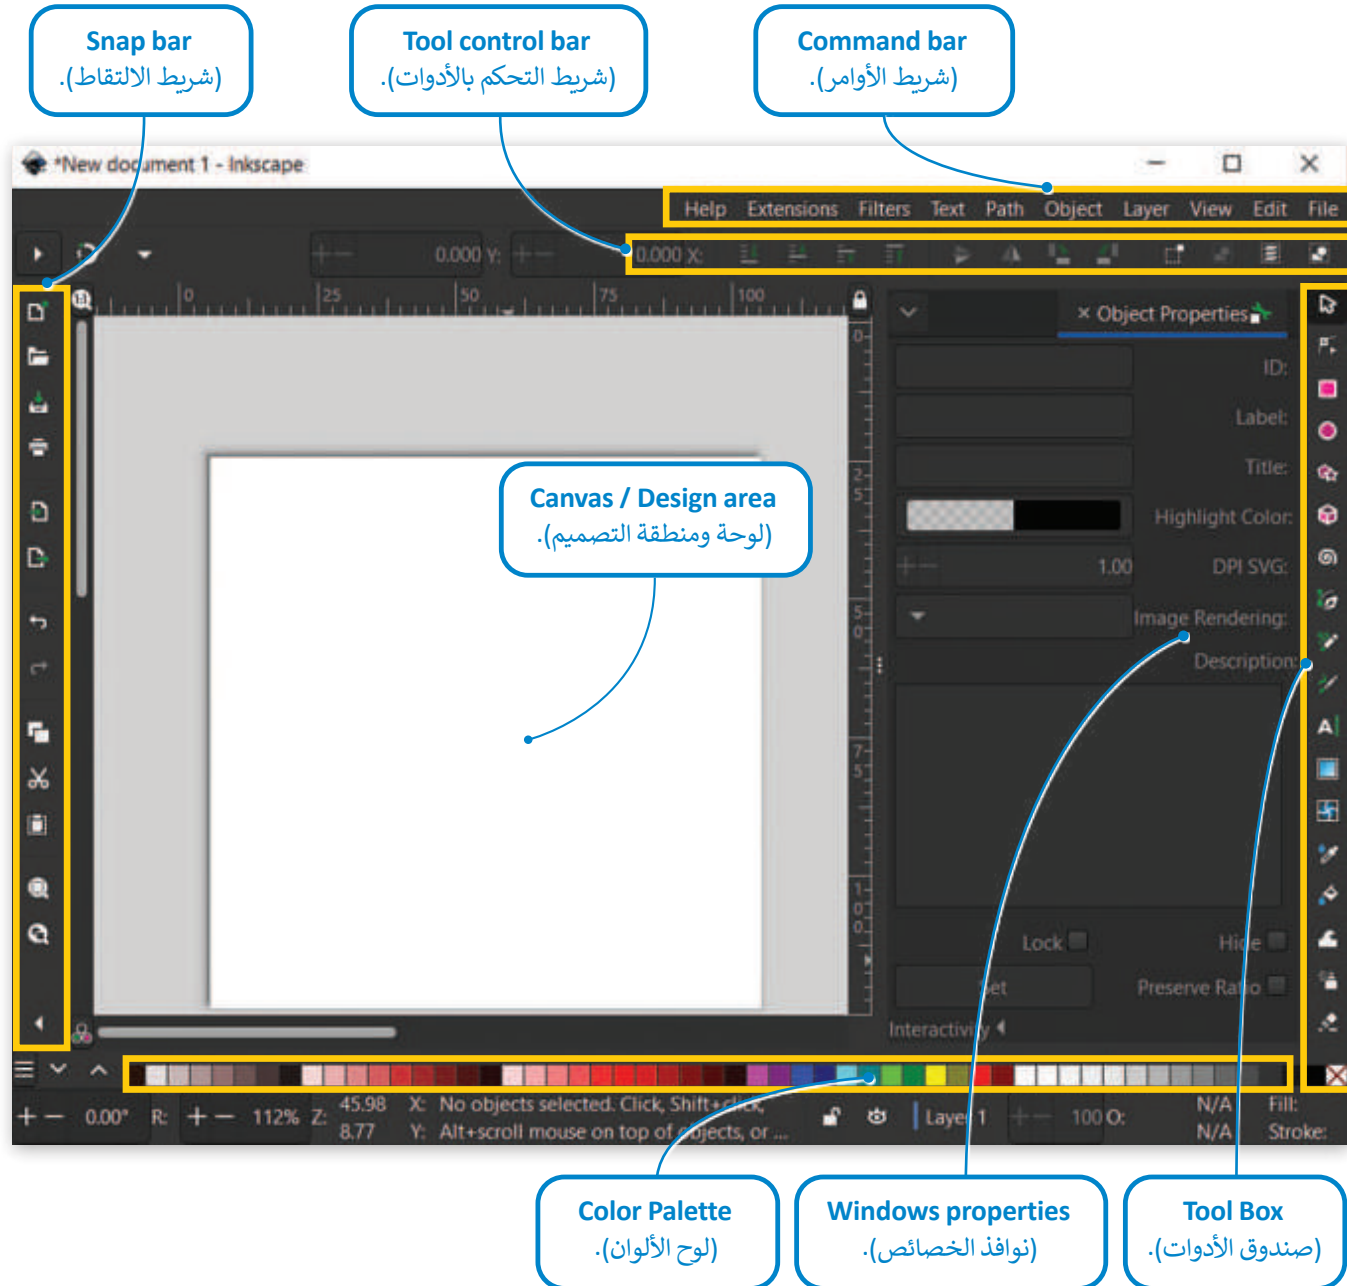 Snap bar
(شريط الالتقاط).
Tool control bar
(شريط التحكم بالأدوات).
Command bar
(شريط الأوامر).
*New document 1 - Inkscape
Help Extensions Filters Text Path Object Layer View Edit File
0.000 Y: 0.000 X:
0 25 50 75 100
× Object Properties
ID:
Label:
Title:
Highlight Color:
1.00 DPI SVG:
Image Rendering:
Description:
0
25
50
75
100
Canvas / Design area
(لوحة ومنطقة التصميم).
A
Lock Hide
Set Preserve Ratio
Interactivity
+ − 0.00° R: + − 112% Z: 45.98 X: No objects selected. Click, Shift+click, Layer 1 + − 100 O: N/A Fill:
8.77 Y: Alt+scroll mouse on top of objects, or ... N/A Stroke:
Color Palette
(لوح الألوان).
Windows properties
(نوافذ الخصائص).
Tool Box
(صندوق الأدوات).